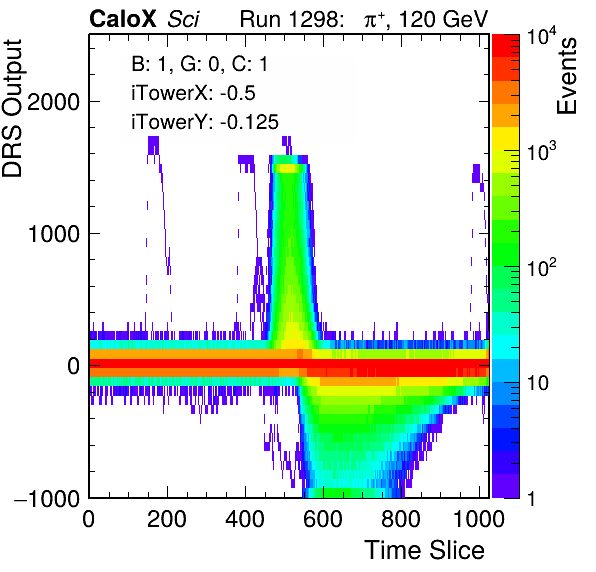 CaloX Sci Run 1298: π⁺, 120 GeV
B: 1, G: 0, C: 1
iTowerX: -0.5
iTowerY: -0.125
DRS Output
2000
1000
0
−1000
0 200 400 600 800 1000
Time Slice
Events
10⁴
10³
10²
10
1